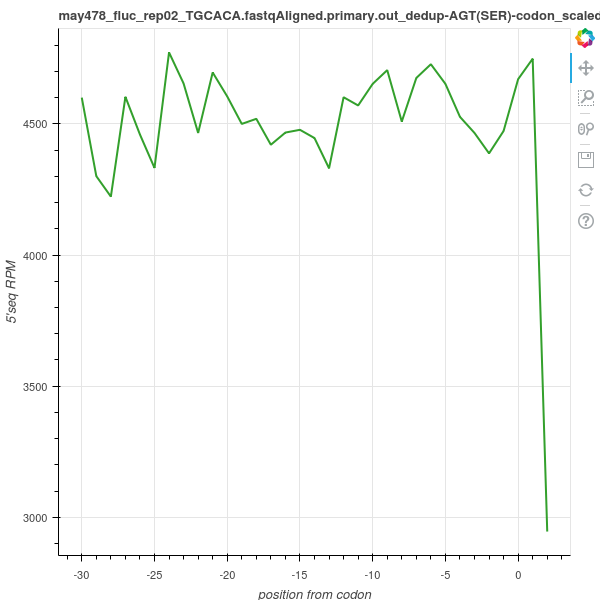 may478_fluc_rep02_TGCACA.fastqAligned.primary.out_dedup-AGT(SER)-codon_scaled
4500
4000
3500
3000
5'seq RPM
-30 -25 -20 -15 -10 -5 0
position from codon